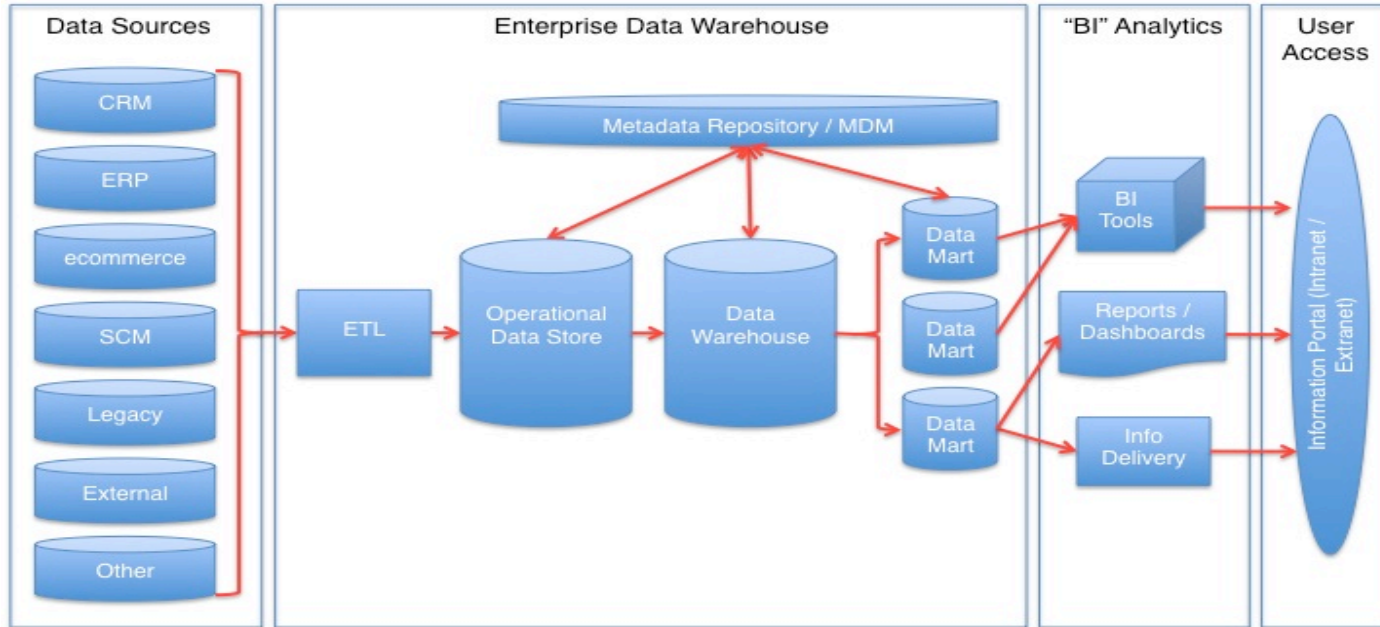 Data Sources
CRM
ERP
ecommerce
SCM
Legacy
External
Other
Enterprise Data Warehouse
Metadata Repository / MDM
ETL
Operational
Data Store
Data
Warehouse
Data
Mart
Data
Mart
Data
Mart
“BI” Analytics
BI
Tools
Reports /
Dashboards
Info
Delivery
User
Access
Information Portal (Intranet /
Extranet)